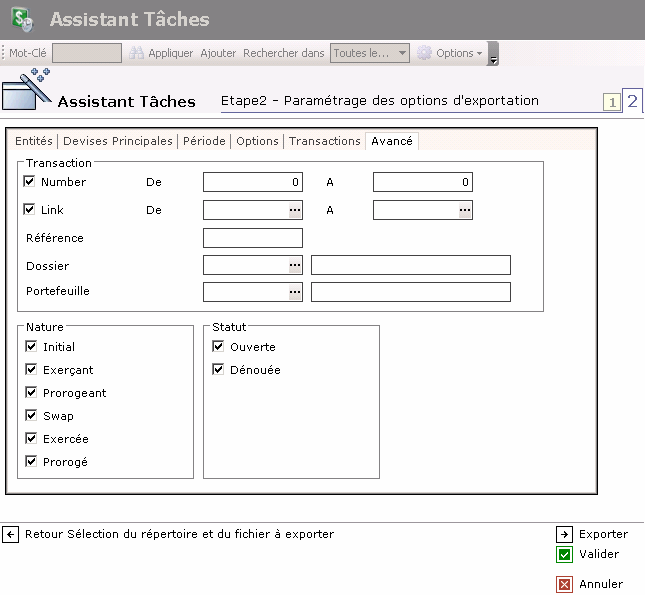 Assistant Tâches
Mot-Clé Appliquer Ajouter Rechercher dans Toutes le... Options
Assistant Tâches Etape2 - Paramétrage des options d'exportation 1 2
Entités Devises Principales Période Options Transactions Avancé
Transaction
Number De 0 A 0
Link De ... A ...
Référence
Dossier ...
Portefeuille ...
Nature Statut
Initial Ouverte
Exerçant Dénouée
Prorogeant
Swap
Exercée
Prorogé
Retour Sélection du répertoire et du fichier à exporter Exporter
Valider
Annuler